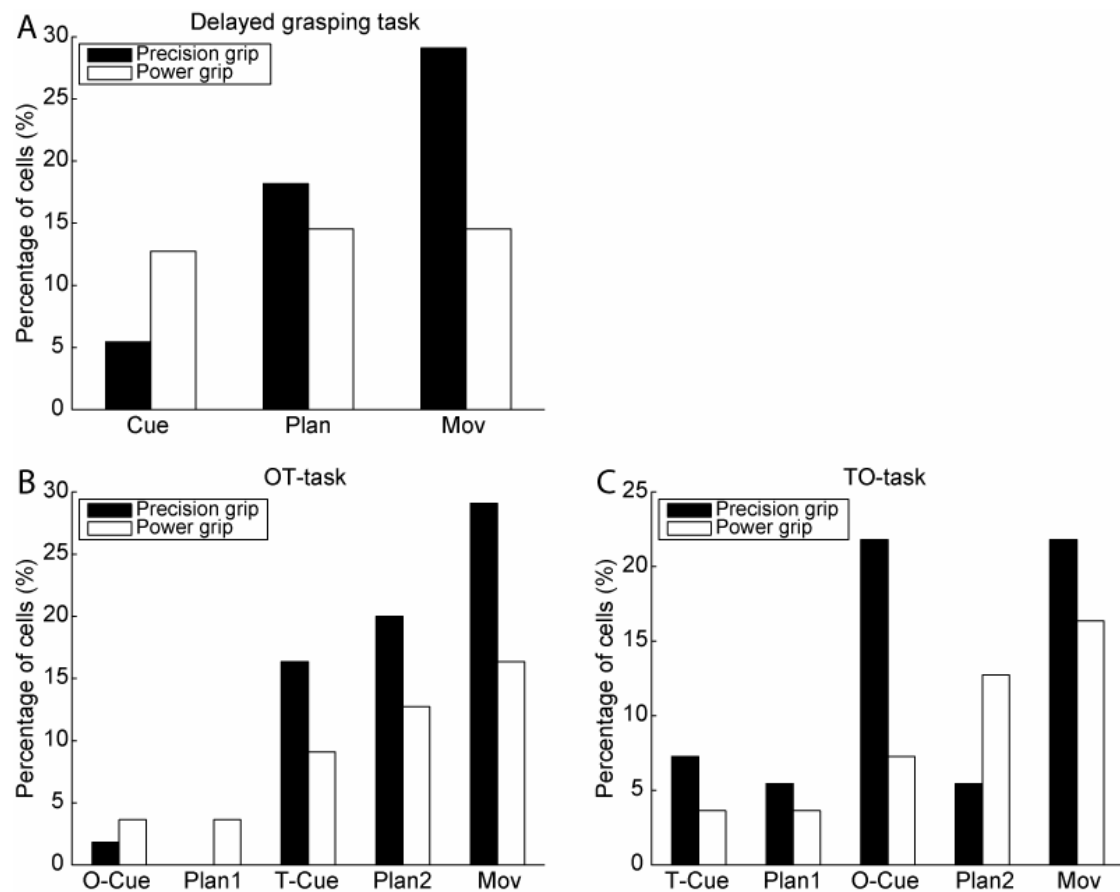 A
Delayed grasping task
Precision grip
Power grip
Percentage of cells (%)
30
25
20
15
10
5
0
Cue Plan Mov
B
OT-task
Precision grip
Power grip
Percentage of cells (%)
30
25
20
15
10
5
0
O-Cue Plan1 T-Cue Plan2 Mov
C
TO-task
Precision grip
Power grip
Percentage of cells (%)
25
20
15
10
5
0
T-Cue Plan1 O-Cue Plan2 Mov